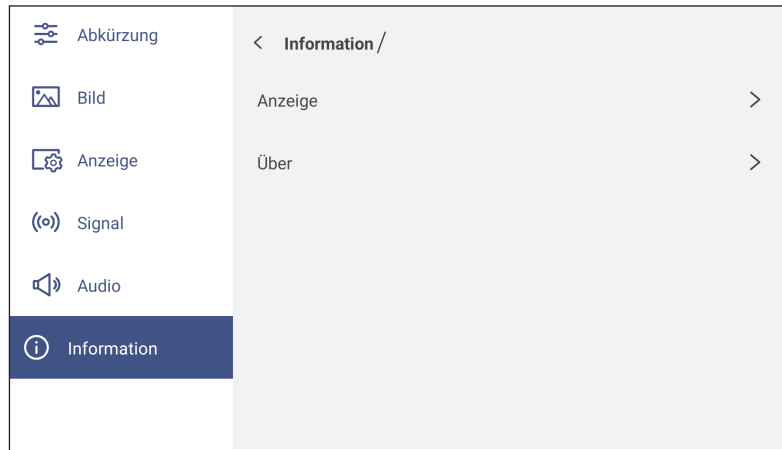 Abkürzung
Bild
Anzeige
Signal
Audio
Information
< Information /
Anzeige >
Über >